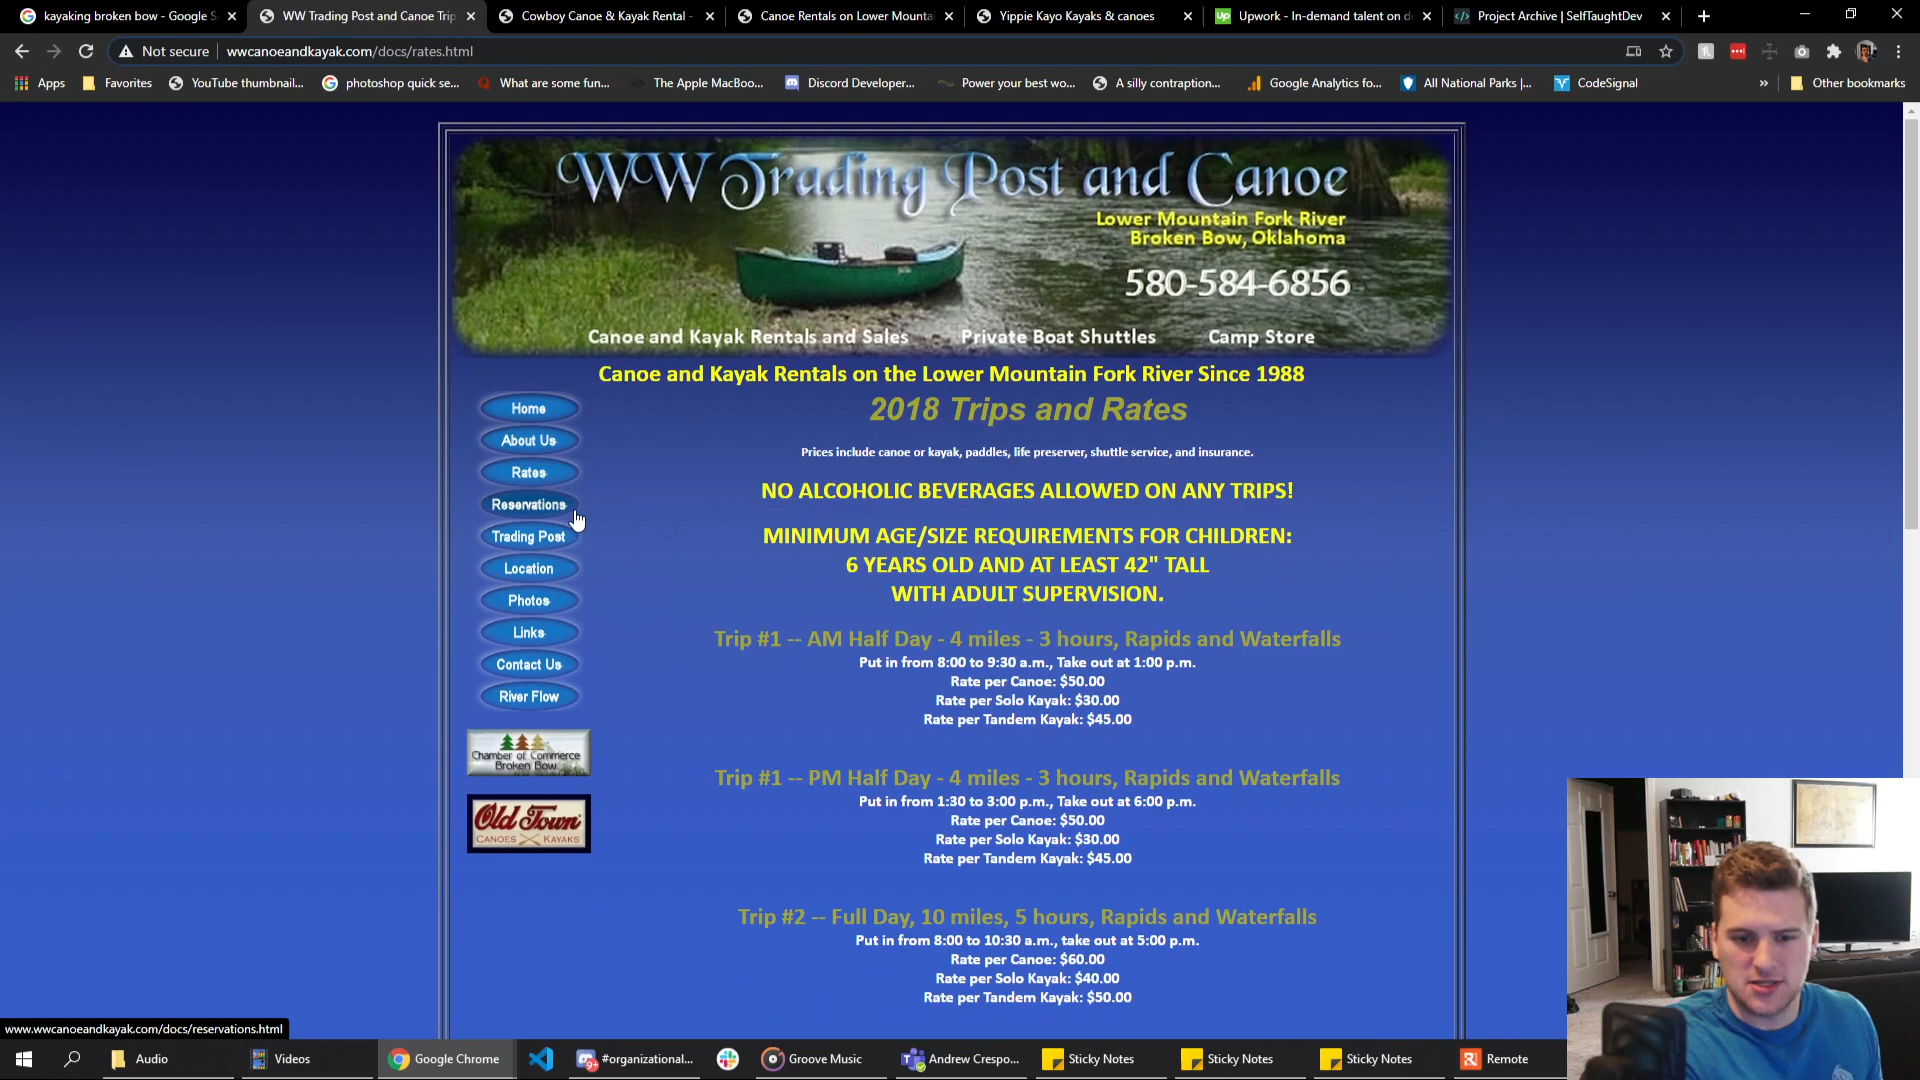 kayaking broken bow - Google S
WW Trading Post and Canoe Trip
Cowboy Canoe & Kayak Rental -
Canoe Rentals on Lower Mounta
Yippie Kayo Kayaks & canoes
Upwork - In-demand talent on d
Project Archive | SelfTaughtDev
Not secure
wwcanoeandkayak.com/docs/rates.html
Apps
Favorites
YouTube thumbnail...
photoshop quick se...
What are some fun...
The Apple MacBoo...
Discord Developer...
Power your best wo...
A silly contraption...
Google Analytics fo...
All National Parks |...
CodeSignal
Other bookmarks
WW Trading Post and Canoe
Lower Mountain Fork River
Broken Bow, Oklahoma
580-584-6856
Canoe and Kayak Rentals and Sales
Private Boat Shuttles
Camp Store
Canoe and Kayak Rentals on the Lower Mountain Fork River Since 1988
Home
About Us
Rates
Reservations
Trading Post
Location
Photos
Links
Contact Us
River Flow
Chamber of Commerce
Broken Bow
Old Town
CANOES KAYAKS
2018 Trips and Rates
Prices include canoe or kayak, paddles, life preserver, shuttle service, and insurance.
NO ALCOHOLIC BEVERAGES ALLOWED ON ANY TRIPS!
MINIMUM AGE/SIZE REQUIREMENTS FOR CHILDREN:
6 YEARS OLD AND AT LEAST 42" TALL
WITH ADULT SUPERVISION.
Trip #1 -- AM Half Day - 4 miles - 3 hours, Rapids and Waterfalls
Put in from 8:00 to 9:30 a.m., Take out at 1:00 p.m.
Rate per Canoe: $50.00
Rate per Solo Kayak: $30.00
Rate per Tandem Kayak: $45.00
Trip #1 -- PM Half Day - 4 miles - 3 hours, Rapids and Waterfalls
Put in from 1:30 to 3:00 p.m., Take out at 6:00 p.m.
Rate per Canoe: $50.00
Rate per Solo Kayak: $30.00
Rate per Tandem Kayak: $45.00
Trip #2 -- Full Day, 10 miles, 5 hours, Rapids and Waterfalls
Put in from 8:00 to 10:30 a.m., take out at 5:00 p.m.
Rate per Canoe: $60.00
Rate per Solo Kayak: $40.00
Rate per Tandem Kayak: $50.00
www.wwcanoeandkayak.com/docs/reservations.html
Audio
Videos
Google Chrome
#organizational...
Groove Music
Andrew Crespo...
Sticky Notes
Sticky Notes
Sticky Notes
Remote